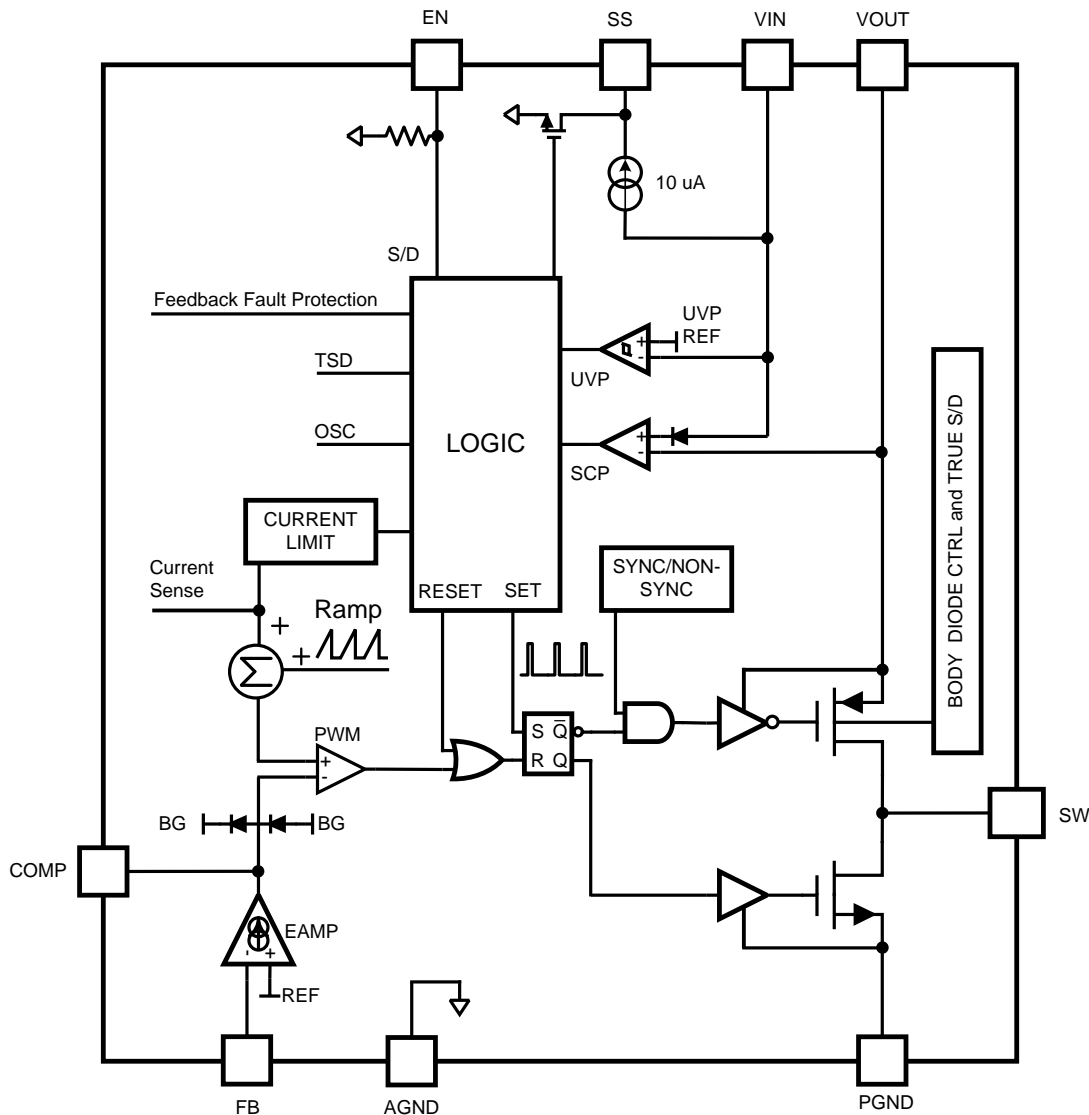 EN
SS
VIN
VOUT
10 uA
S/D
Feedback Fault Protection
UVP
REF
+
-
UVP
TSD
OSC
LOGIC
+
-
SCP
BODY DIODE CTRL and TRUE S/D
CURRENT
LIMIT
SYNC/NON-
SYNC
Current
Sense
RESET
SET
+
Ramp
+
Σ
PWM
+
-
S Q̅
R Q
BG
BG
SW
COMP
EAMP
- +
REF
FB
AGND
PGND